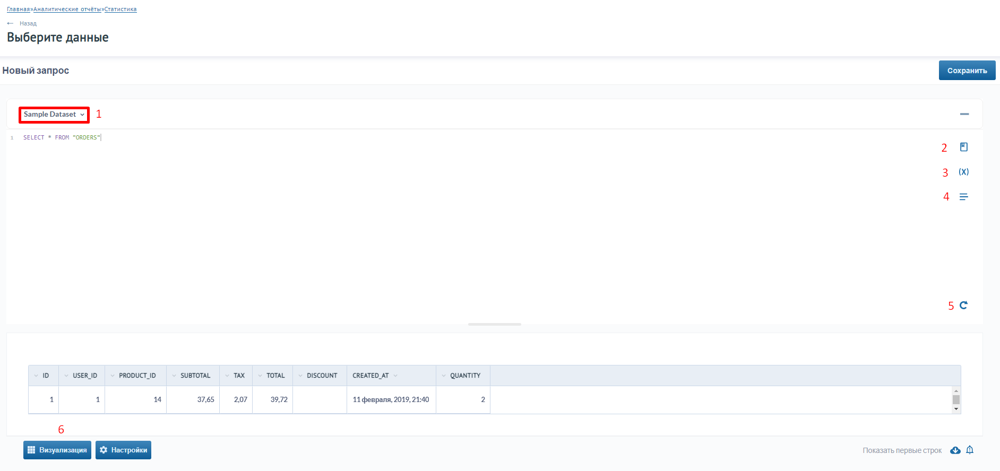 Главная»Аналитические отчёты»Статистика
← Назад
Выберите данные
Новый запрос
Сохранить
Sample Dataset 1
1 SELECT * FROM "ORDERS"
2
3 (X)
4
5
ID USER_ID PRODUCT_ID SUBTOTAL TAX TOTAL DISCOUNT CREATED_AT QUANTITY
1 1 14 37,65 2,07 39,72 11 февраля, 2019, 21:40 2
6
Визуализация Настройки Показать первые строк